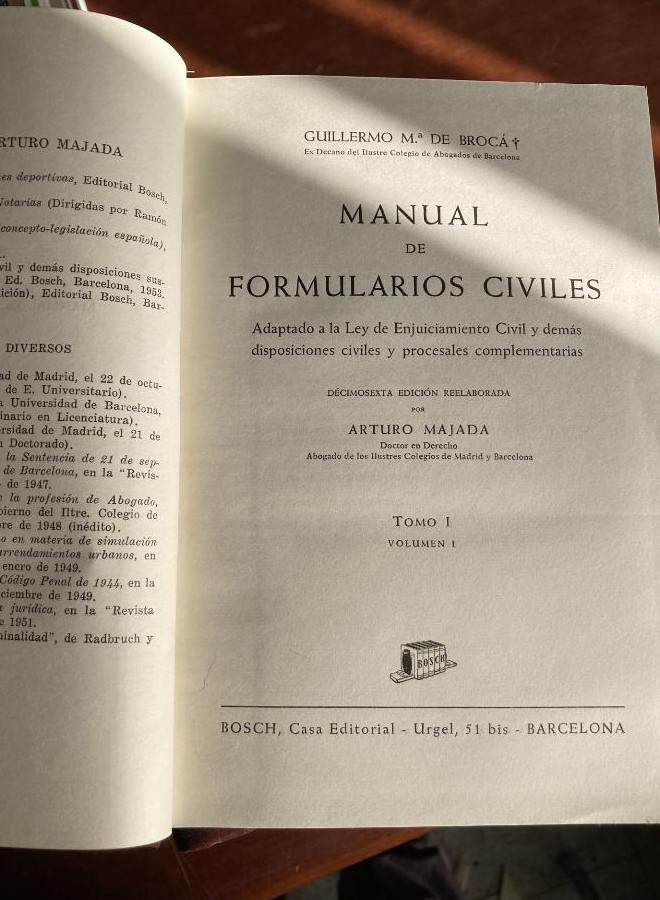 ARTURO MAJADA
es deportivas, Editorial Bosch,
Notarias (Dirigidas por Ramón
concepto-legislación española),
vil y demás disposiciones sus-
Ed. Bosch, Barcelona, 1953.
ición), Editorial Bosch, Bar-
DIVERSOS
ad de Madrid, el 22 de octu-
de E. Universitario).
a Universidad de Barcelona,
inario en Licenciatura).
ersidad de Madrid, el 21 de
n Doctorado).
la Sentencia de 21 de sep-
de Barcelona, en la "Revis-
de 1947.
e la profesión de Abogado,
bierno del Iltre. Colegio de
bre de 1948 (inédito).
o en materia de simulación
arrendamientos urbanos, en
enero de 1949.
Código Penal de 1944, en la
ciembre de 1949.
a jurídica, en la "Revista
e 1951.
minalidad", de Radbruch y
GUILLERMO M.ª DE BROCÁ †
Ex Decano del Ilustre Colegio de Abogados de Barcelona
MANUAL
DE
FORMULARIOS CIVILES
Adaptado a la Ley de Enjuiciamiento Civil y demás
disposiciones civiles y procesales complementarias
DÉCIMOSEXTA EDICIÓN REELABORADA
POR
ARTURO MAJADA
Doctor en Derecho
Abogado de los Ilustres Colegios de Madrid y Barcelona
TOMO I
VOLUMEN I
BOSCH
BOSCH, Casa Editorial - Urgel, 51 bis - BARCELONA